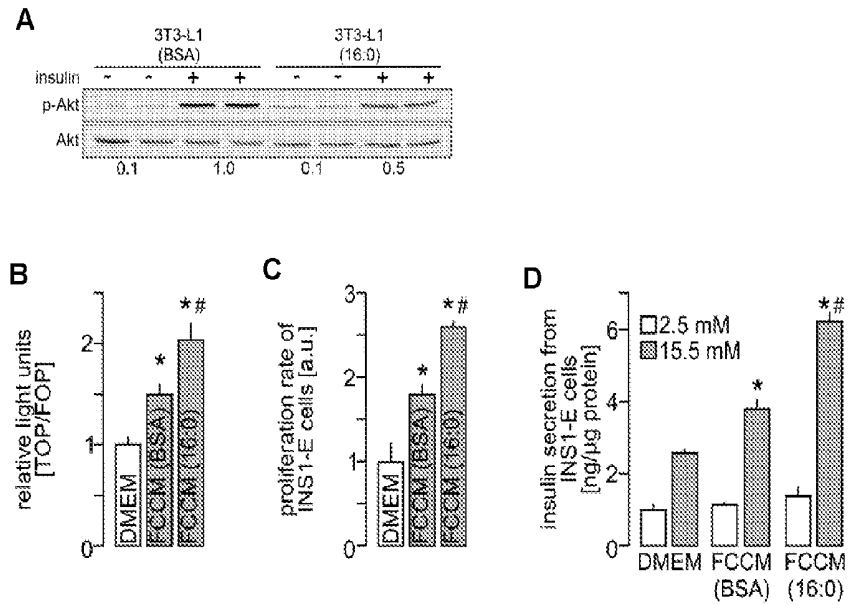 A
3T3-L1 3T3-L1
(BSA) (16:0)
insulin - - + + - - + +
p-Akt
Akt
0.1 1.0 0.1 0.5
B
relative light units
[TOP/FOP]
2
1
0
* *#
DMEM
FCCM (BSA)
FCCM (16:0)
C
proliferation rate of
INS1-E cells [a.u.]
3
2
1
0
* *#
DMEM
FCCM (BSA)
FCCM (16:0)
D
insulin secretion from
INS1-E cells
[ng/µg protein]
6
4
2
0
2.5 mM
15.5 mM
* *#
DMEM FCCM FCCM
(BSA) (16:0)